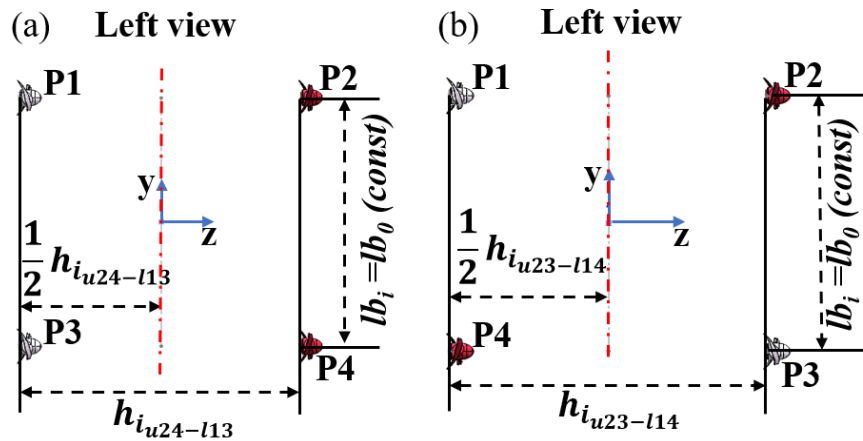 (a) Left view
P1
P2
y
z
lb_i =lb_0 (const)
1/2 h_{i_{u24-l13}}
P3
P4
h_{i_{u24-l13}}
(b) Left view
P1
P2
y
z
lb_i =lb_0 (const)
1/2 h_{i_{u23-l14}}
P4
P3
h_{i_{u23-l14}}